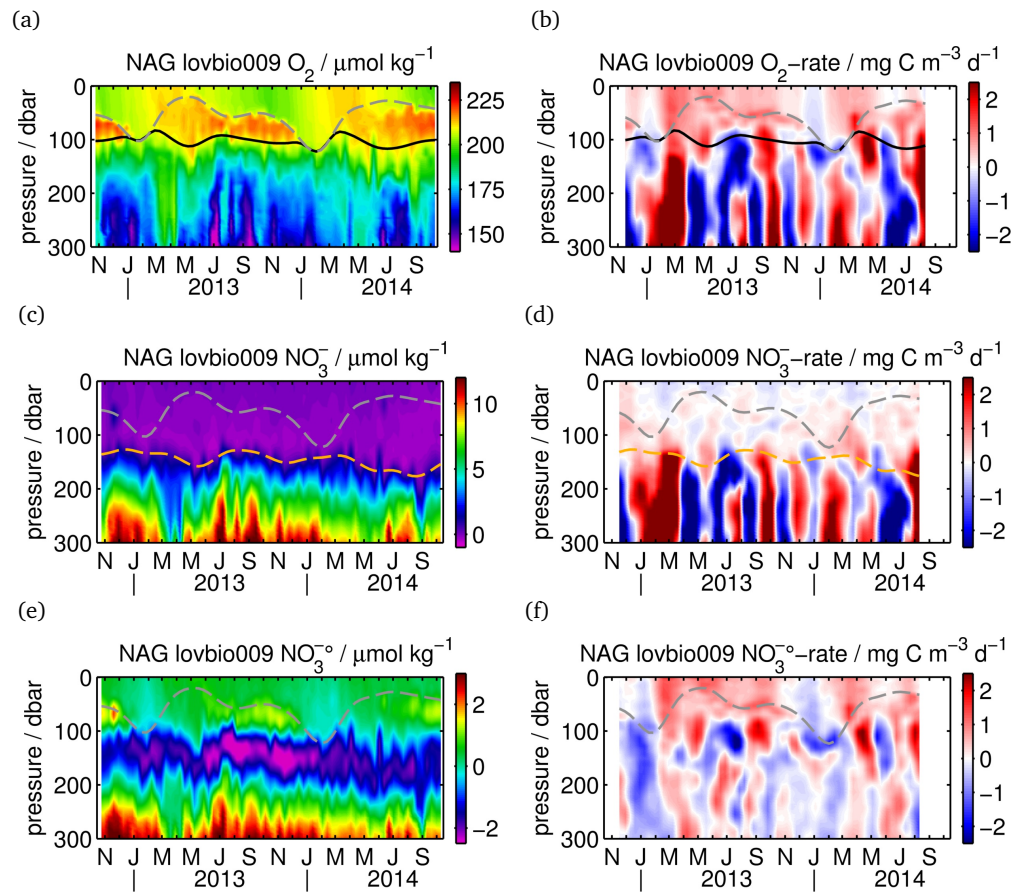 (a)
NAG lovbio009 O₂ / μmol kg⁻¹
pressure / dbar
0
100
200
300
225
200
175
150
N J M M J S N J M M J S
| 2013 | 2014
(b)
NAG lovbio009 O₂−rate / mg C m⁻³ d⁻¹
pressure / dbar
0
100
200
300
2
1
0
−1
−2
N J M M J S N J M M J S
| 2013 | 2014
(c)
NAG lovbio009 NO₃⁻ / μmol kg⁻¹
pressure / dbar
0
100
200
300
10
5
0
N J M M J S N J M M J S
| 2013 | 2014
(d)
NAG lovbio009 NO₃⁻−rate / mg C m⁻³ d⁻¹
pressure / dbar
0
100
200
300
2
1
0
−1
−2
N J M M J S N J M M J S
| 2013 | 2014
(e)
NAG lovbio009 NO₃⁻° / μmol kg⁻¹
pressure / dbar
0
100
200
300
2
0
−2
N J M M J S N J M M J S
| 2013 | 2014
(f)
NAG lovbio009 NO₃⁻°−rate / mg C m⁻³ d⁻¹
pressure / dbar
0
100
200
300
2
1
0
−1
−2
N J M M J S N J M M J S
| 2013 | 2014